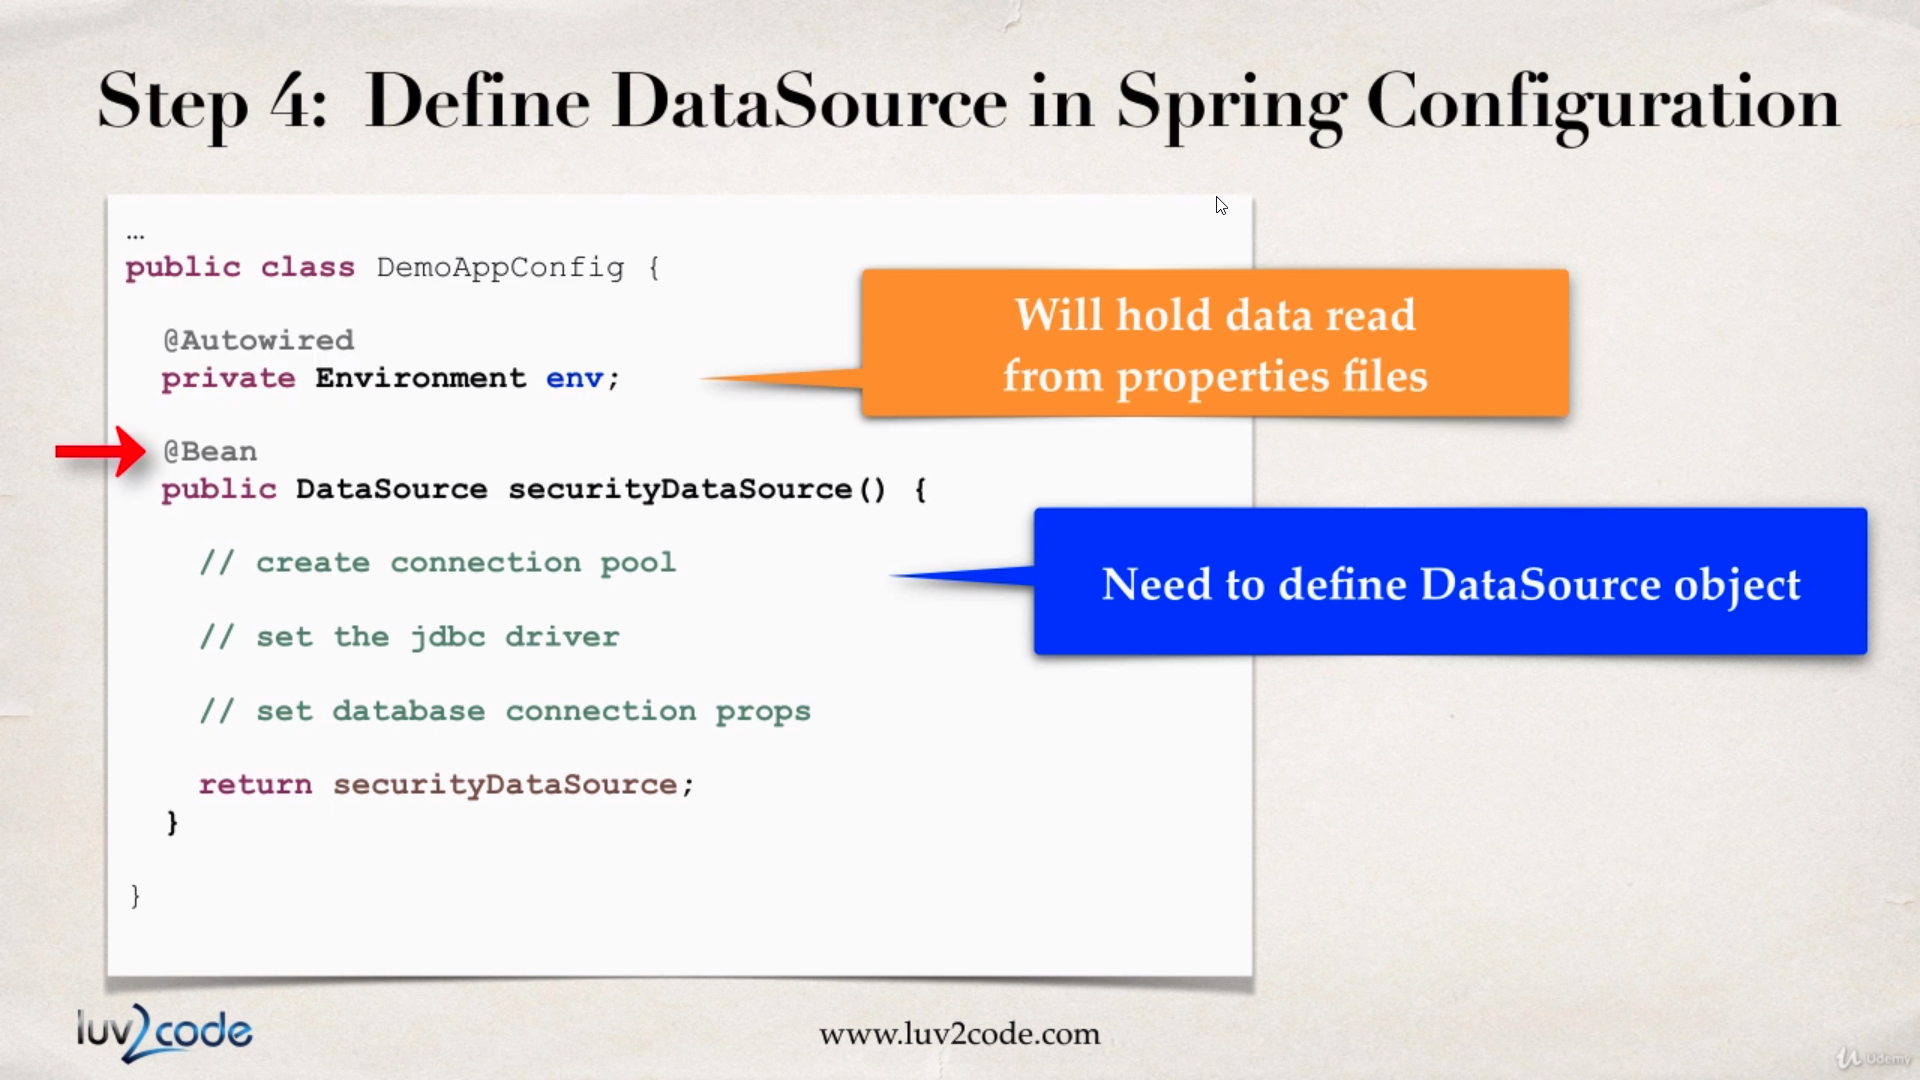 Step 4: Define DataSource in Spring Configuration
...
public class DemoAppConfig {
@Autowired
private Environment env;
@Bean
public DataSource securityDataSource() {
// create connection pool
// set the jdbc driver
// set database connection props
return securityDataSource;
}
}
Will hold data read
from properties files
Need to define DataSource object
luv2code
www.luv2code.com
Udemy